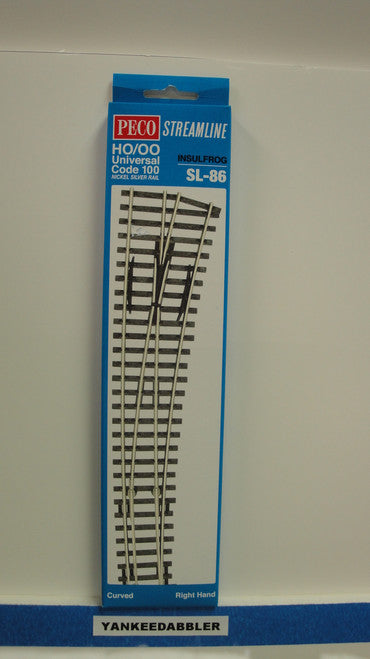 PECO STREAMLINE
HO/OO
Universal
Code 100
NICKEL SILVER RAIL
INSULFROG
SL-86
Curved Right Hand
YANKEEDABBLER